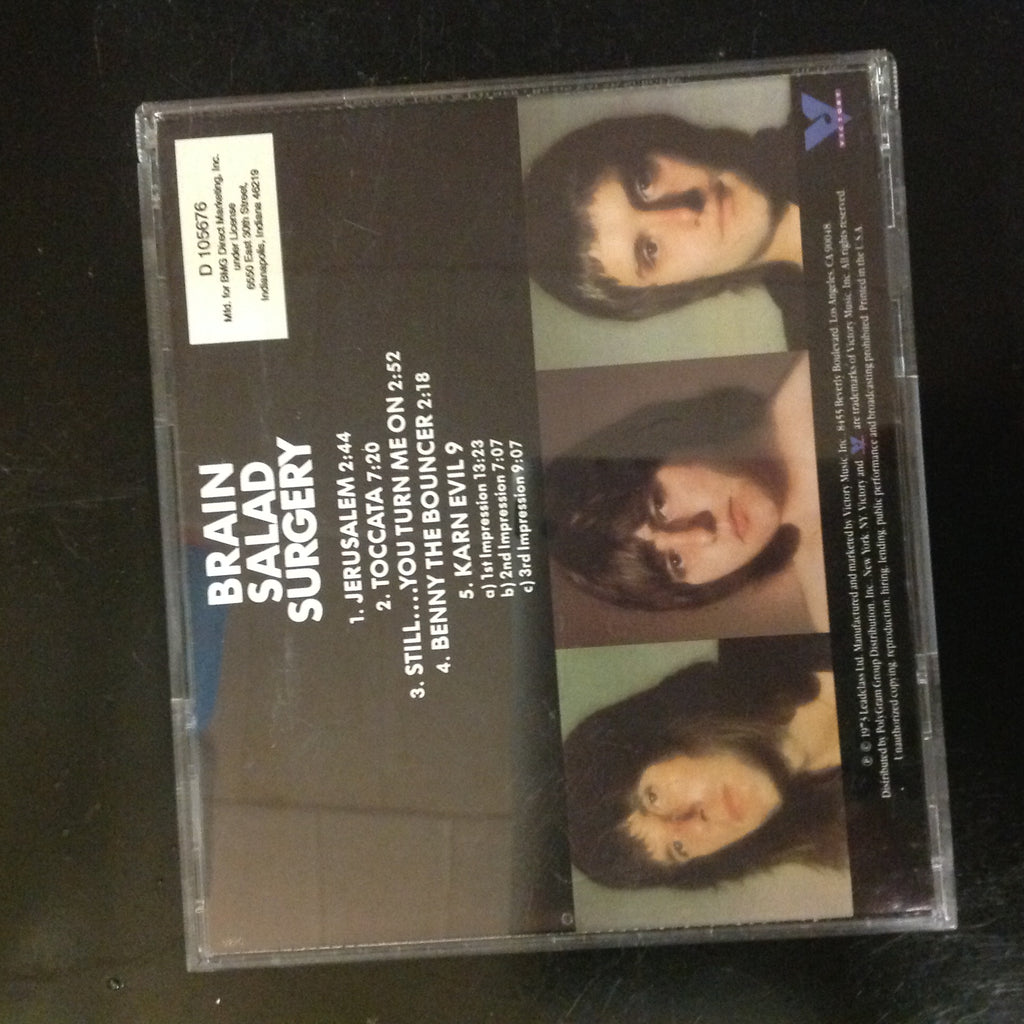 D 105676
Mfd. for BMG Direct Marketing, Inc.
under License
6550 East 30th Street,
Indianapolis, Indiana 46219
BRAIN
SALAD
SURGERY
1. JERUSALEM 2:44
2. TOCCATA 7:20
3. STILL....YOU TURN ME ON 2:52
4. BENNY THE BOUNCER 2:18
5. KARN EVIL 9
a) 1st Impression 13:23
b) 2nd Impression 7:07
c) 3rd Impression 9:07
VICTORY
℗ © 1973 Leadclass Ltd. Manufactured and marketed by Victory Music, Inc. 8455 Beverly Boulevard, Los Angeles, CA 90048
Distributed by PolyGram Group Distribution, Inc., New York, NY. Victory and V are trademarks of Victory Music, Inc. All rights reserved.
Unauthorized copying, reproduction, hiring, lending, public performance and broadcasting prohibited. Printed in the U.S.A.